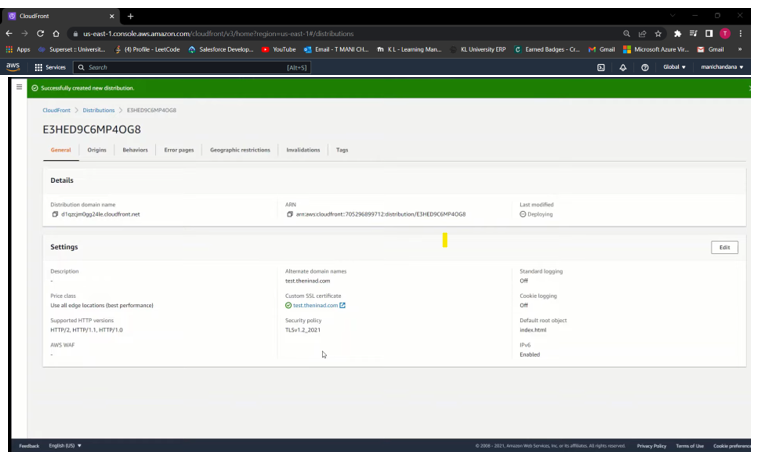 CloudFront
us-east-1.console.aws.amazon.com/cloudfront/v3/home?region=us-east-1#/distributions
Apps Superset :: Universit... (4) Profile - LeetCode Salesforce Develop... YouTube Email - T MANI CH... K L - Learning Man... KL University ERP Earned Badges - Cr... Gmail Microsoft Azure Vir... Gmail
aws Services Search [Alt+S] Global manichandana
Successfully created new distribution.
CloudFront > Distributions > E3HED9C6MP4OG8
E3HED9C6MP4OG8
General Origins Behaviors Error pages Geographic restrictions Invalidations Tags
Details
Distribution domain name ARN Last modified
arn:aws:cloudfront::705296899712:distribution/E3HED9C6MP4OG8 Deploying
Settings Edit
Description Alternate domain names Standard logging
- test.theninad.com Off
Price class Custom SSL certificate Cookie logging
Use all edge locations (best performance) test.theninad.com Off
Supported HTTP versions Security policy Default root object
HTTP/2, HTTP/1.1, HTTP/1.0 TLSv1.2_2021 index.html
AWS WAF IPv6
- Enabled
Feedback English (US) © 2008 - 2021, Amazon Web Services, Inc. or its affiliates. All rights reserved. Privacy Policy Terms of Use Cookie preferences